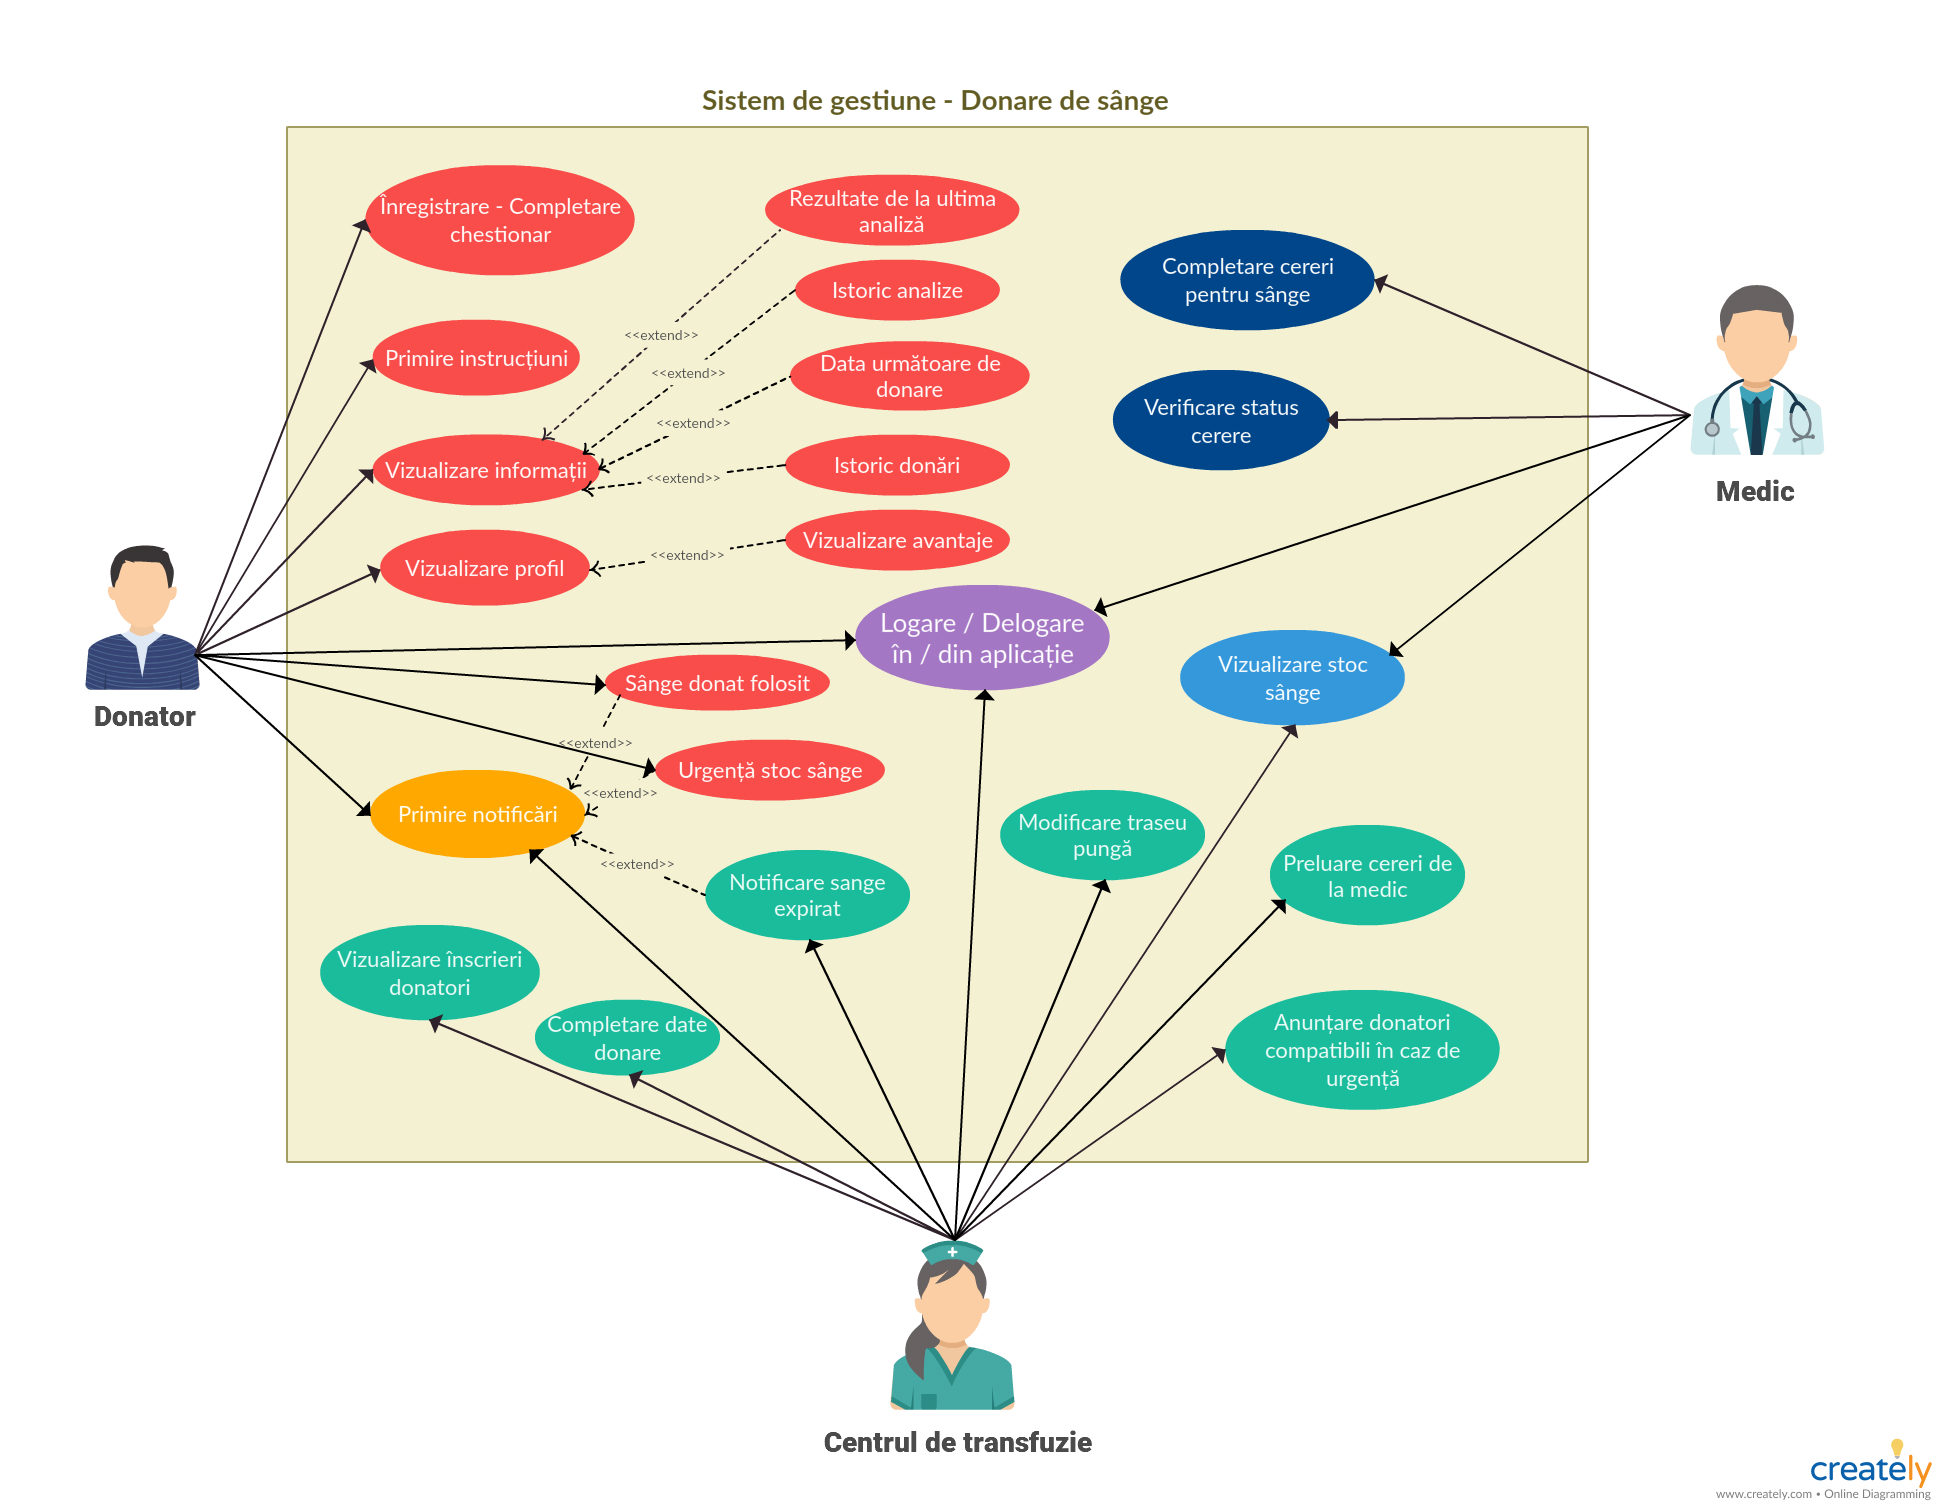 Sistem de gestiune - Donare de sânge
Înregistrare - Completare
chestionar
Rezultate de la ultima
analiză
Istoric analize
Completare cereri
pentru sânge
<<extend>>
Primire instrucțiuni
<<extend>>
Data următoare de
donare
Verificare status
cerere
<<extend>>
Vizualizare informații
<<extend>>
Istoric donări
Medic
Vizualizare profil
<<extend>>
Vizualizare avantaje
Logare / Delogare
în / din aplicație
Donator
Sânge donat folosit
Vizualizare stoc
sânge
<<extend>>
Urgență stoc sânge
<<extend>>
Primire notificări
Modificare traseu
pungă
<<extend>>
Notificare sange
expirat
Preluare cereri de
la medic
Vizualizare înscrieri
donatori
Completare date
donare
Anunțare donatori
compatibili în caz de
urgență
Centrul de transfuzie
creately
www.creately.com • Online Diagramming